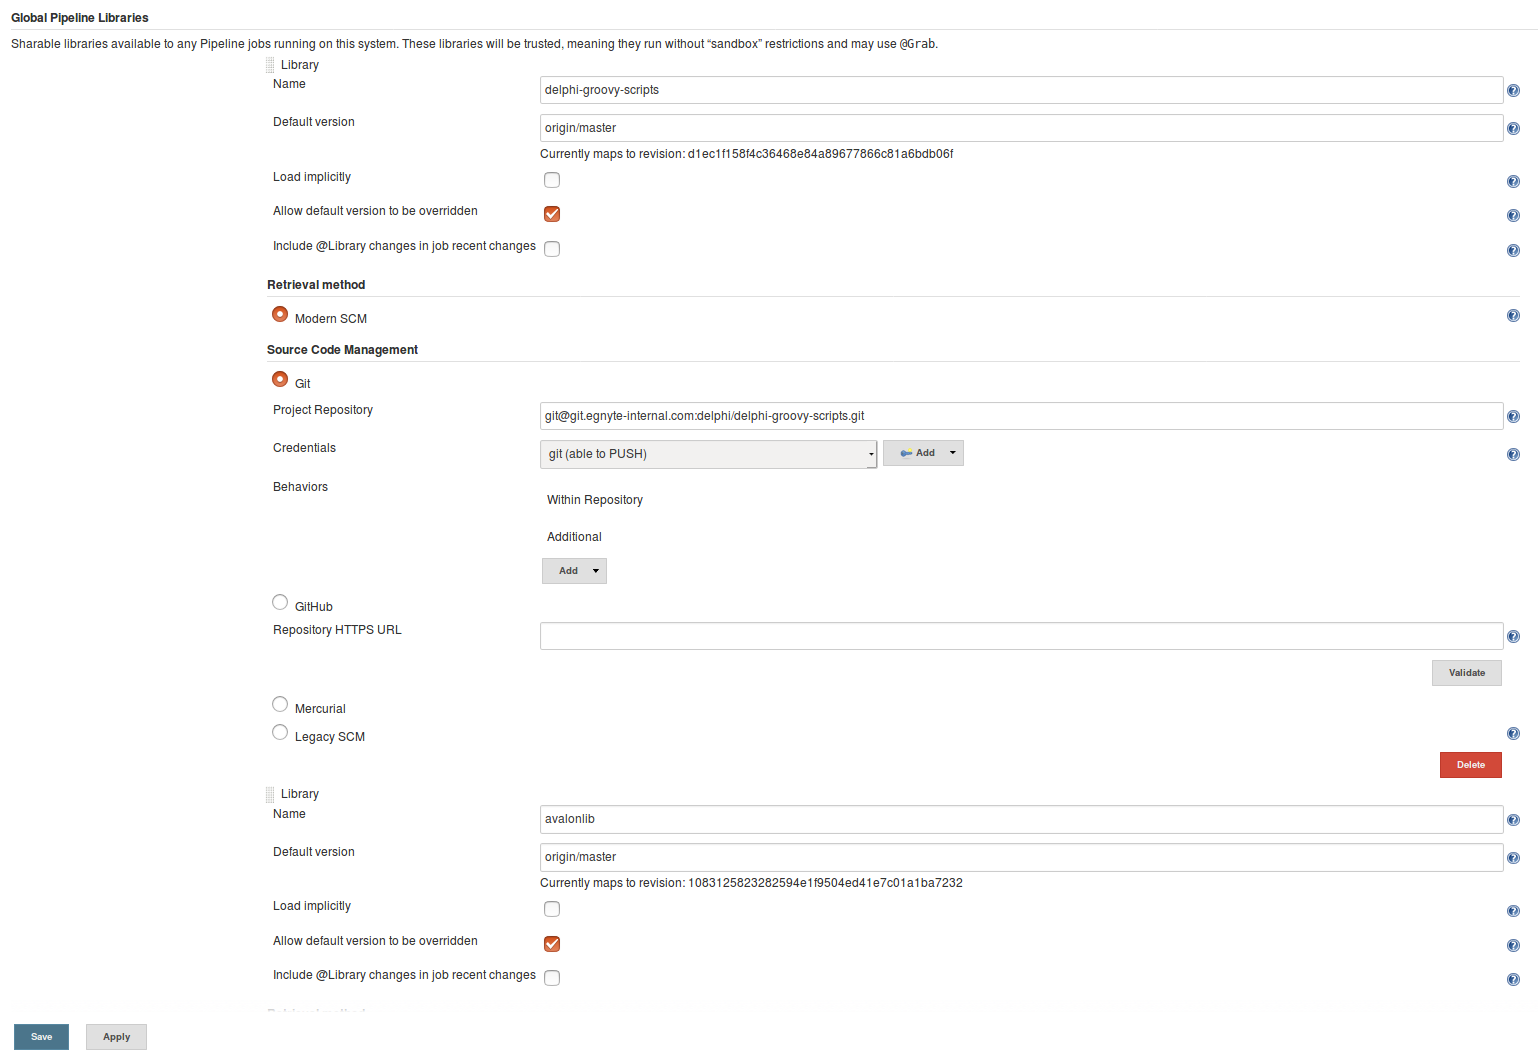 Global Pipeline Libraries
Sharable libraries available to any Pipeline jobs running on this system. These libraries will be trusted, meaning they run without “sandbox” restrictions and may use @Grab.
Library
Name
delphi-groovy-scripts
Default version
origin/master
Currently maps to revision: d1ec1f158f4c36468e84a89677866c81a6bdb06f
Load implicitly
Allow default version to be overridden
Include @Library changes in job recent changes
Retrieval method
Modern SCM
Source Code Management
Git
Project Repository
git@git.egnyte-internal.com:delphi/delphi-groovy-scripts.git
Credentials
git (able to PUSH)
Add
Behaviors
Within Repository
Additional
Add
GitHub
Repository HTTPS URL
Validate
Mercurial
Legacy SCM
Delete
Library
Name
avalonlib
Default version
origin/master
Currently maps to revision: 1083125823282594e1f9504ed41e7c01a1ba7232
Load implicitly
Allow default version to be overridden
Include @Library changes in job recent changes
Save
Apply